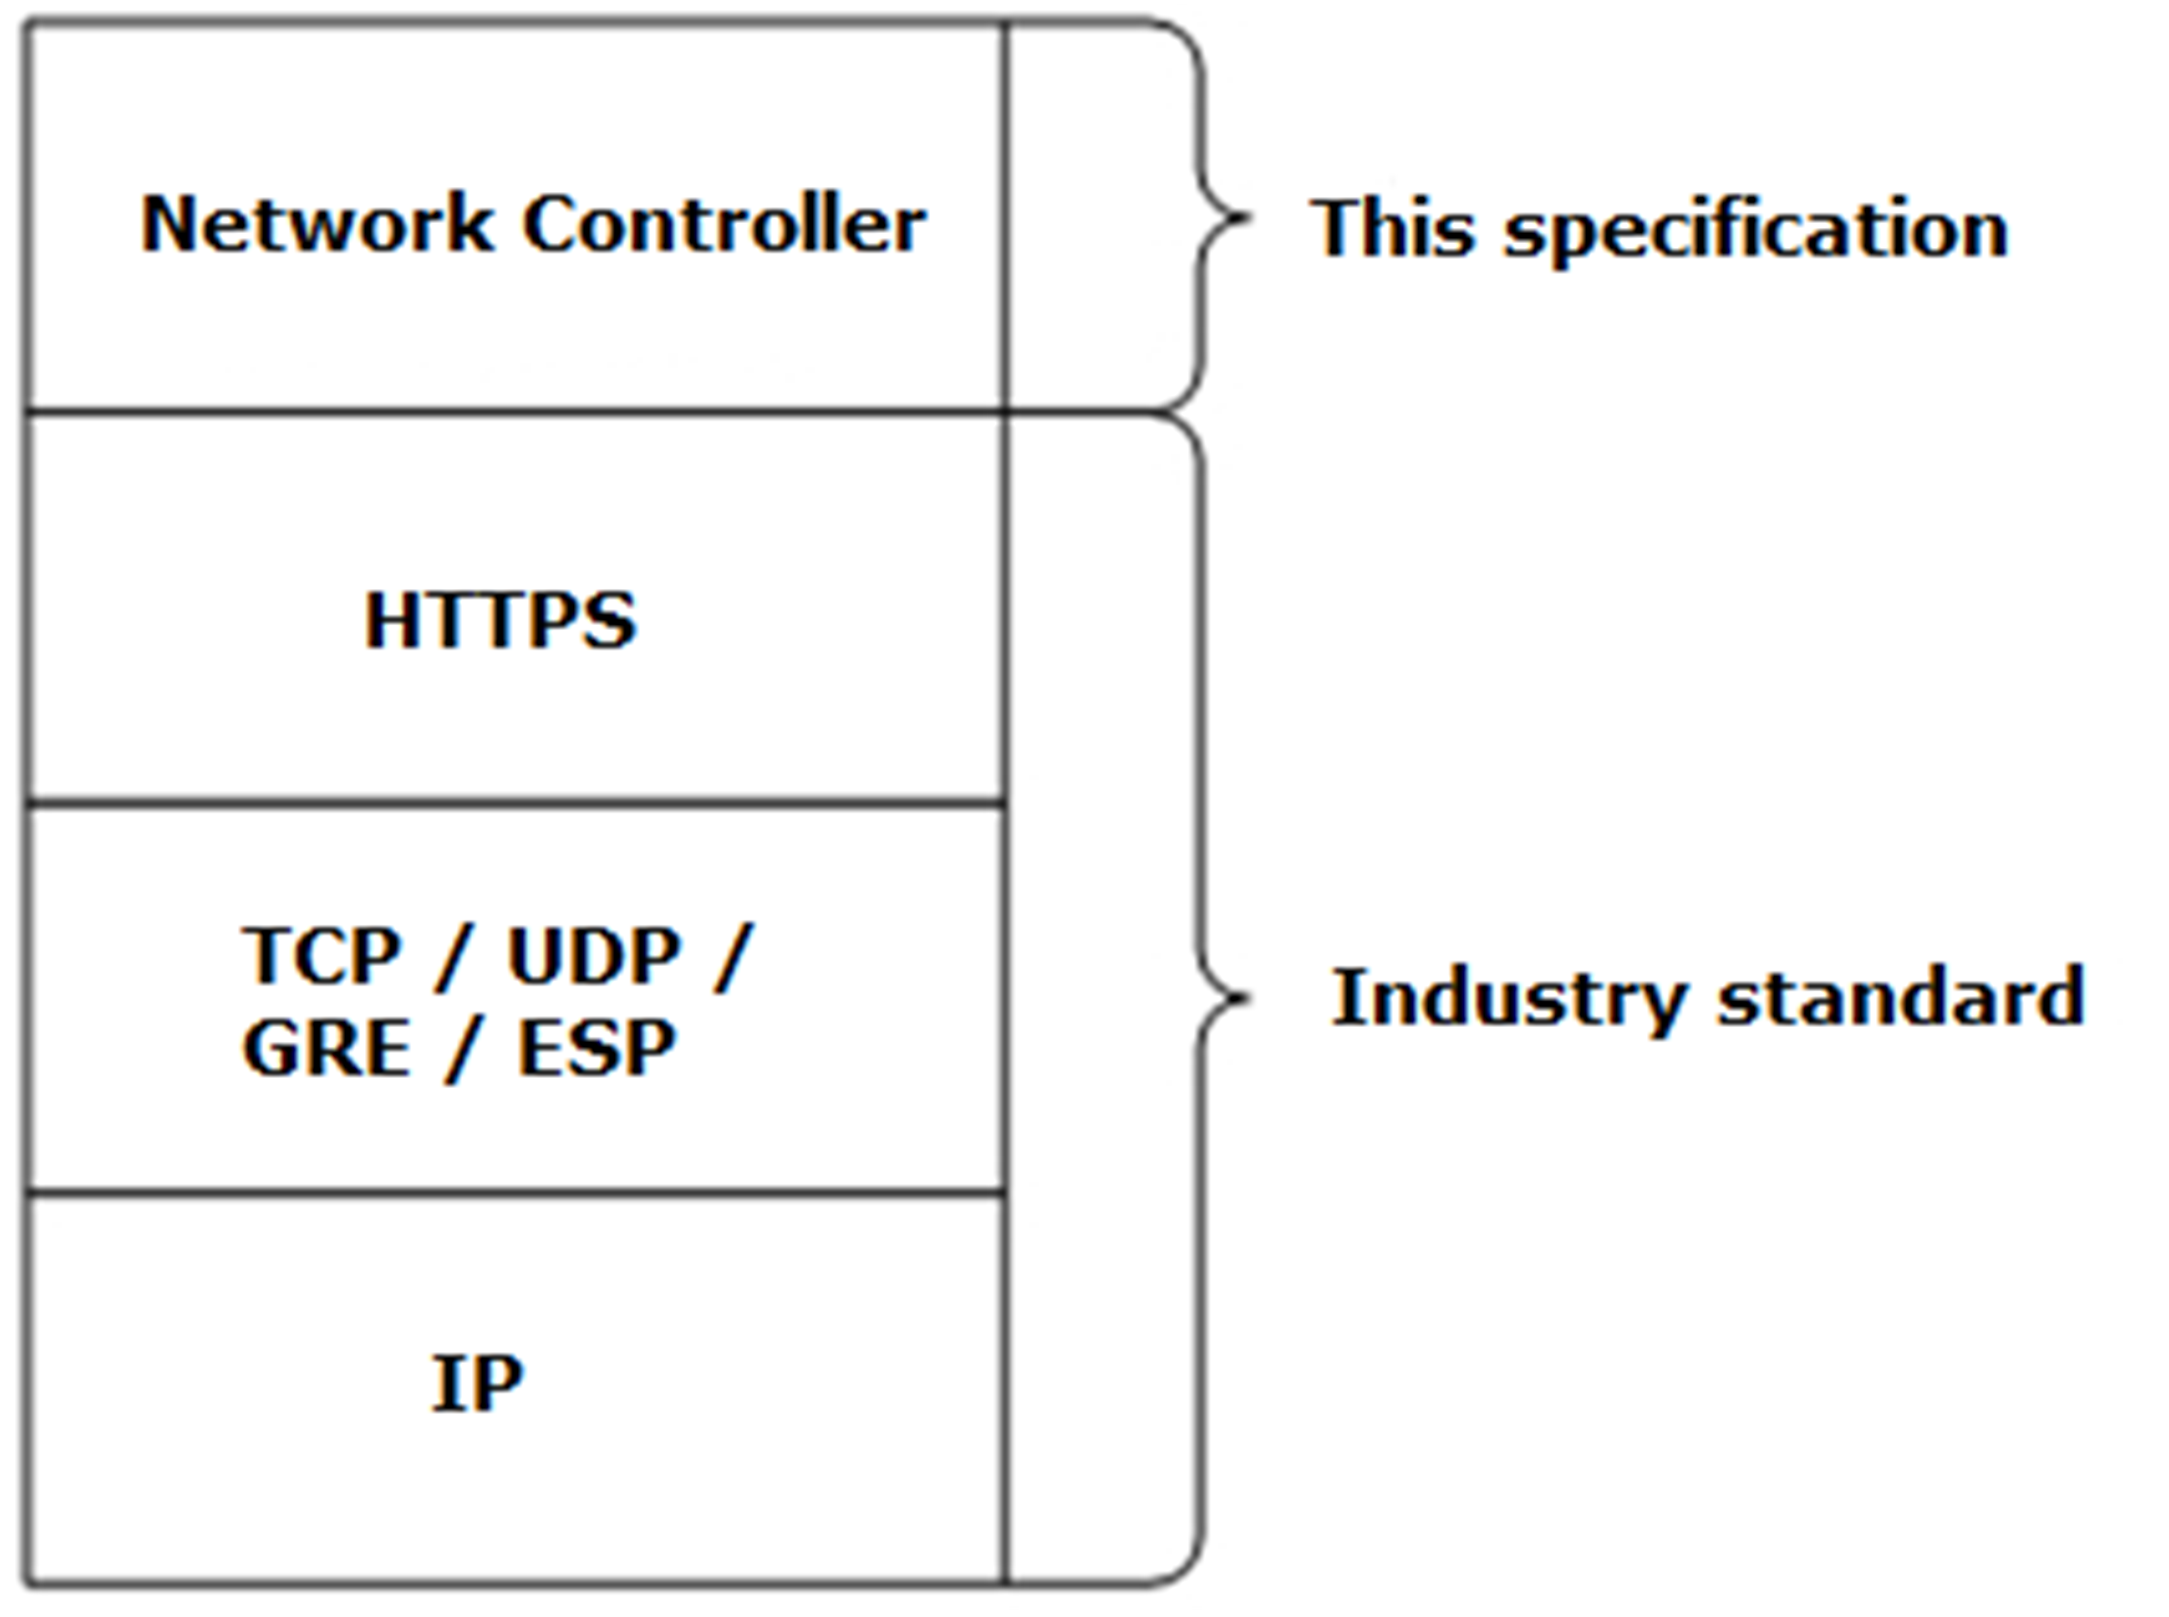 Network Controller
This specification
HTTPS
TCP / UDP /
GRE / ESP
Industry standard
IP